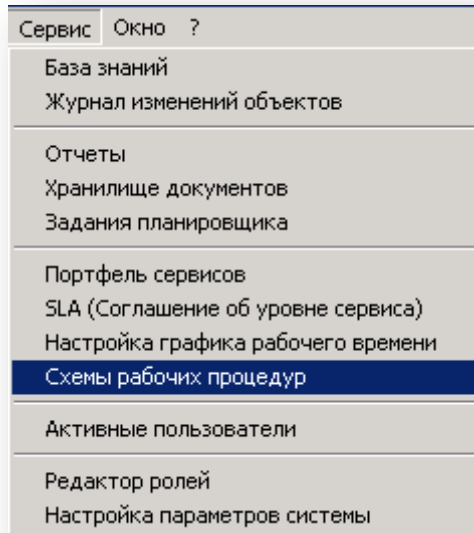 Сервис Окно ?
База знаний
Журнал изменений объектов
Отчеты
Хранилище документов
Задания планировщика
Портфель сервисов
SLA (Соглашение об уровне сервиса)
Настройка графика рабочего времени
Схемы рабочих процедур
Активные пользователи
Редактор ролей
Настройка параметров системы